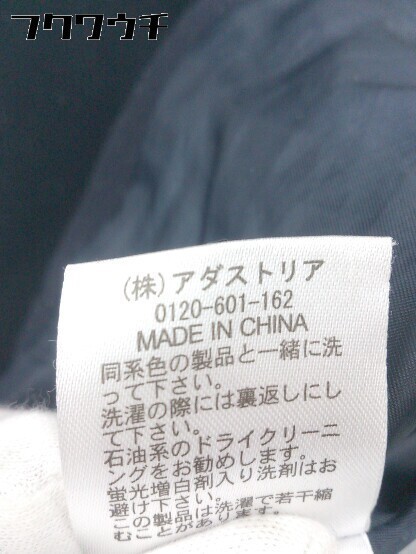 フクウウチ
(株)アダストリア
0120-601-162
MADE IN CHINA
同系色の製品と一緒に洗
って下さい。
洗濯の際には裏返しにし
て下さい。
石油系のドライクリーニ
ングをお勧めします。
蛍光増白剤入り洗剤はお
避け下さい。
この製品は洗濯で若干縮
むことがあります。